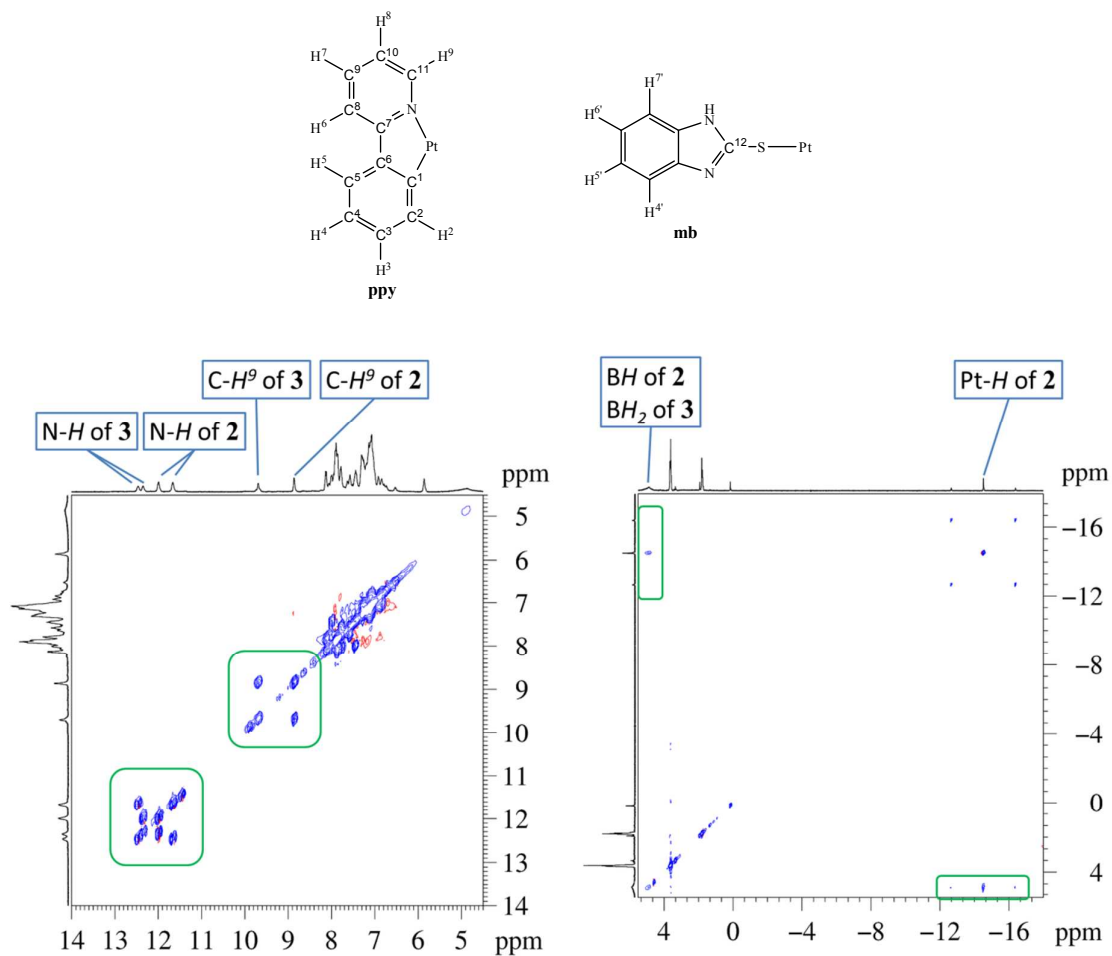 H⁸
H⁷ C¹⁰ H⁹
C⁹ C¹¹
C⁸ N
H⁶ C⁷
Pt
H⁵ C⁶
C⁵ C¹
C⁴ C²
H⁴ C³ H²
H³
ppy
H⁷'
H⁶' H
N
C¹² S Pt
H⁵' N
H⁴'
mb
C-H⁹ of 3
C-H⁹ of 2
N-H of 3
N-H of 2
ppm
5
6
7
8
9
10
11
12
13
14
14 13 12 11 10 9 8 7 6 5 ppm
BH of 2
BH₂ of 3
Pt-H of 2
ppm
−16
−12
−8
−4
0
4
4 0 −4 −8 −12 −16 ppm